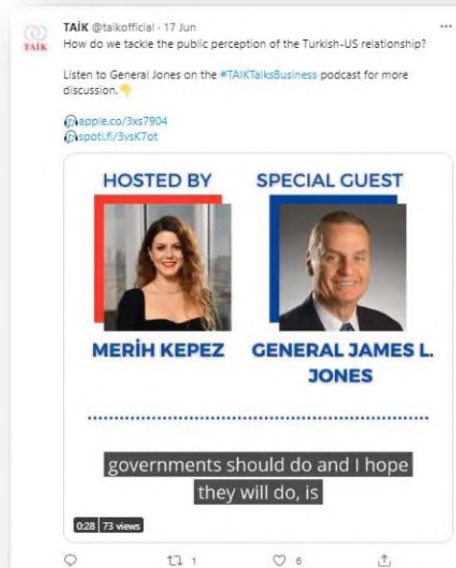 TAİK @taikofficial · 17 Jun
TAİK
How do we tackle the public perception of the Turkish-US relationship?
Listen to General Jones on the #TAIKTalksBusiness podcast for more
discussion.👇
🎧apple.co/3xs7904
🎧spoti.fi/3vsK7ot
HOSTED BY
SPECIAL GUEST
MERİH KEPEZ
GENERAL JAMES L.
JONES
governments should do and I hope
they will do, is
0:28 73 views
1
6